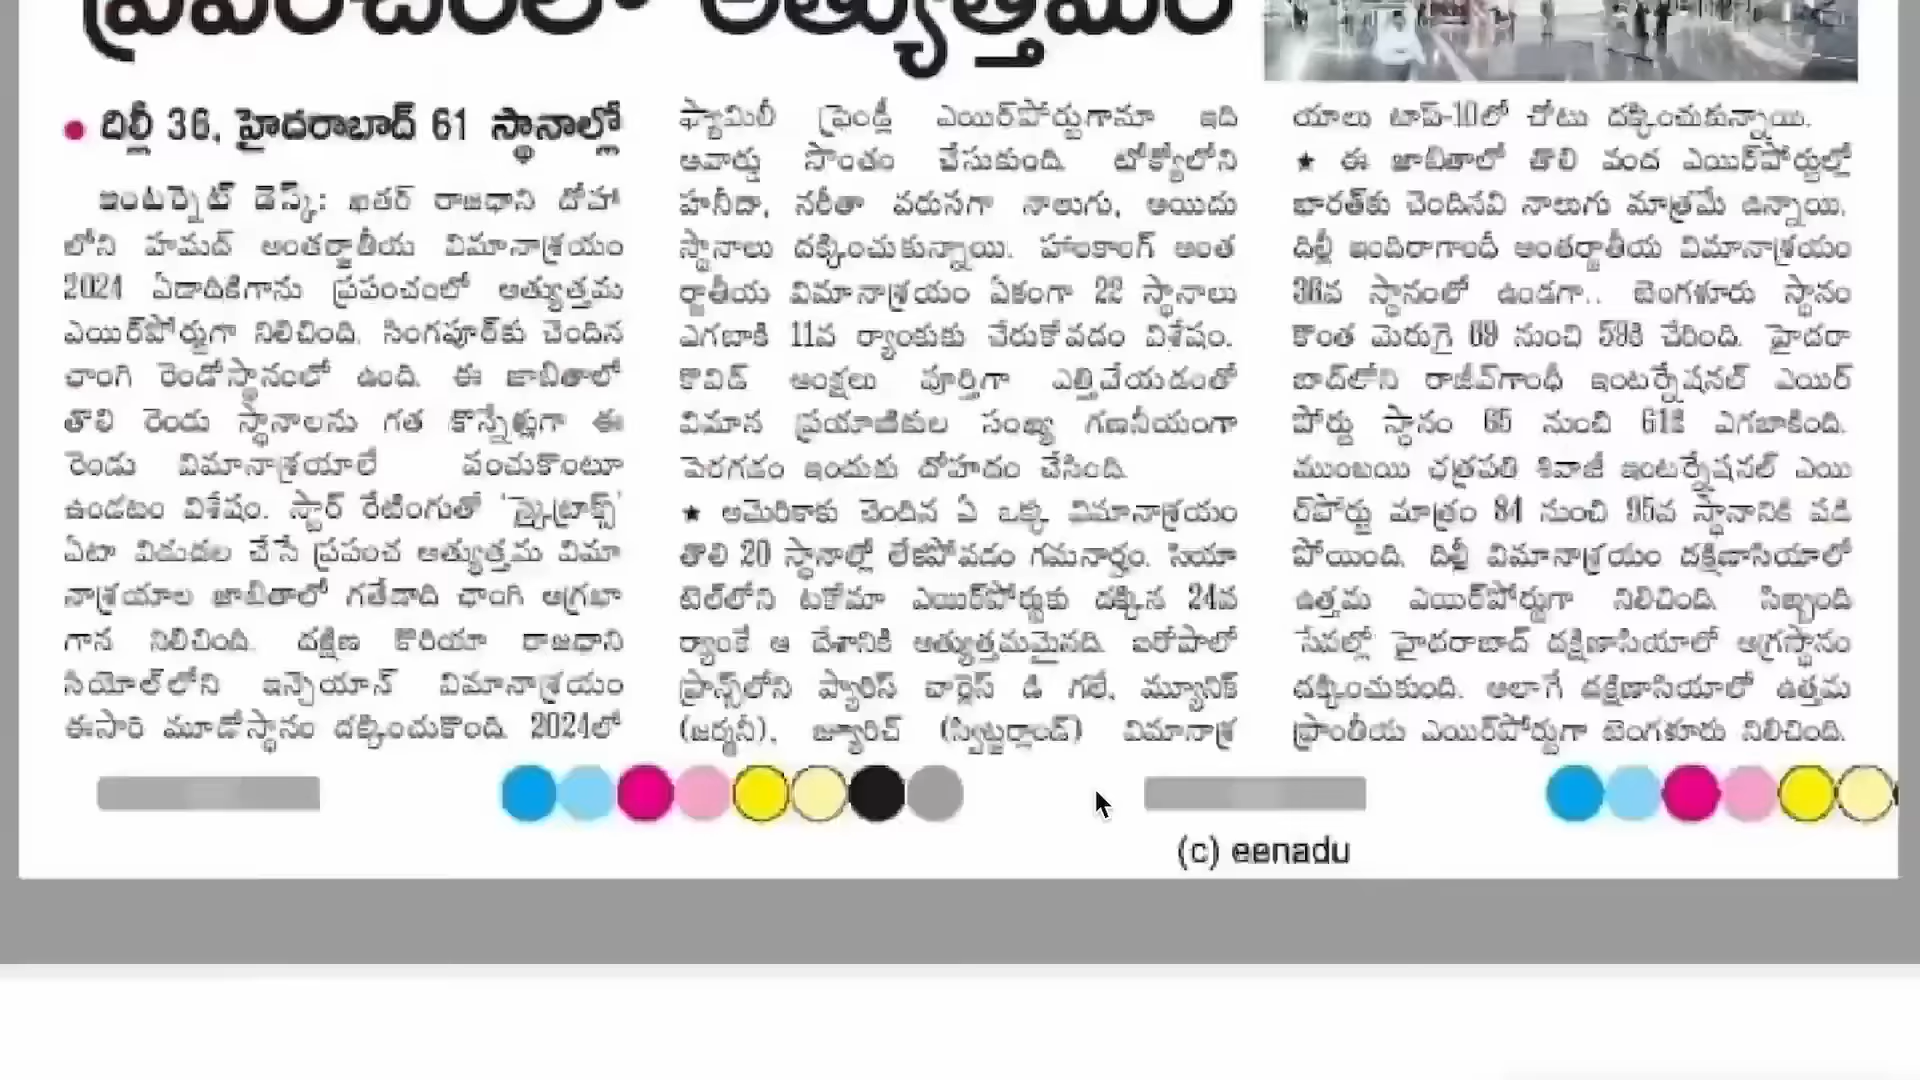 ప్రపంచంలో అత్యుత్తమం
• దిల్లీ 36, హైదరాబాద్ 61 స్థానాల్లో
ఇంటర్నెట్ డెస్క్: ఖతర్ రాజధాని దోహా
లోని హమద్ అంతర్జాతీయ విమానాశ్రయం
2024 ఏడాదికిగాను ప్రపంచంలో అత్యుత్తమ
ఎయిర్‌పోర్టుగా నిలిచింది. సింగపూర్‌కు చెందిన
ఛాంగి రెండోస్థానంలో ఉంది. ఈ జాబితాలో
తొలి రెండు స్థానాలను గత కొన్నేళ్లుగా ఈ
రెండు విమానాశ్రయాలే పంచుకొంటూ
ఉండటం విశేషం. స్టార్ రేటింగుతో ‘స్కైట్రాక్స్’
ఏటా విడుదల చేసే ప్రపంచ అత్యుత్తమ విమా
నాశ్రయాల జాబితాలో గతేడాది ఛాంగి అగ్రభా
గాన నిలిచింది. దక్షిణ కొరియా రాజధాని
సియోల్‌లోని ఇన్చెయాన్ విమానాశ్రయం
ఈసారి మూడోస్థానం దక్కించుకొంది. 2024లో
ఫ్యామిలీ ఫ్రెండ్లీ ఎయిర్‌పోర్టుగానూ ఇది
అవార్డు సొంతం చేసుకుంది. టోక్యోలోని
హనీదా, నరీతా వరుసగా నాలుగు, అయిదు
స్థానాలు దక్కించుకున్నాయి. హాంకాంగ్ అంత
ర్జాతీయ విమానాశ్రయం ఏకంగా 22 స్థానాలు
ఎగబాకి 11వ ర్యాంకుకు చేరుకోవడం విశేషం.
కొవిడ్ ఆంక్షలు పూర్తిగా ఎత్తివేయడంతో
విమాన ప్రయాణికుల సంఖ్య గణనీయంగా
పెరగడం ఇందుకు దోహదం చేసింది.
★ అమెరికాకు చెందిన ఏ ఒక్క విమానాశ్రయం
తొలి 20 స్థానాల్లో లేకపోవడం గమనార్హం. సియా
టెల్‌లోని టకోమా ఎయిర్‌పోర్టుకు దక్కిన 24వ
ర్యాంకే ఆ దేశానికి అత్యుత్తమమైనది. ఐరోపాలో
ఫ్రాన్స్‌లోని ప్యారిస్ చార్లెస్ డి గలే, మ్యూనిక్
(జర్మనీ), జ్యూరిచ్ (స్విట్జర్లాండ్) విమానాశ్ర
యాలు టాప్-10లో చోటు దక్కించుకున్నాయి.
★ ఈ జాబితాలో తొలి వంద ఎయిర్‌పోర్టుల్లో
భారత్‌కు చెందినవి నాలుగు మాత్రమే ఉన్నాయి.
దిల్లీ ఇందిరాగాంధీ అంతర్జాతీయ విమానాశ్రయం
36వ స్థానంలో ఉండగా.. బెంగళూరు స్థానం
కొంత మెరుగై 69 నుంచి 59కి చేరింది. హైదరా
బాద్‌లోని రాజీవ్‌గాంధీ ఇంటర్నేషనల్ ఎయిర్
పోర్టు స్థానం 65 నుంచి 61కి ఎగబాకింది.
ముంబయి ఛత్రపతి శివాజీ ఇంటర్నేషనల్ ఎయి
ర్‌పోర్టు మాత్రం 84 నుంచి 95వ స్థానానికి పడి
పోయింది. దిల్లీ విమానాశ్రయం దక్షిణాసియాలో
ఉత్తమ ఎయిర్‌పోర్టుగా నిలిచింది. సిబ్బంది
సేవల్లో హైదరాబాద్ దక్షిణాసియాలో అగ్రస్థానం
దక్కించుకుంది. అలాగే దక్షిణాసియాలో ఉత్తమ
ప్రాంతీయ ఎయిర్‌పోర్టుగా బెంగళూరు నిలిచింది.
(c) eenadu